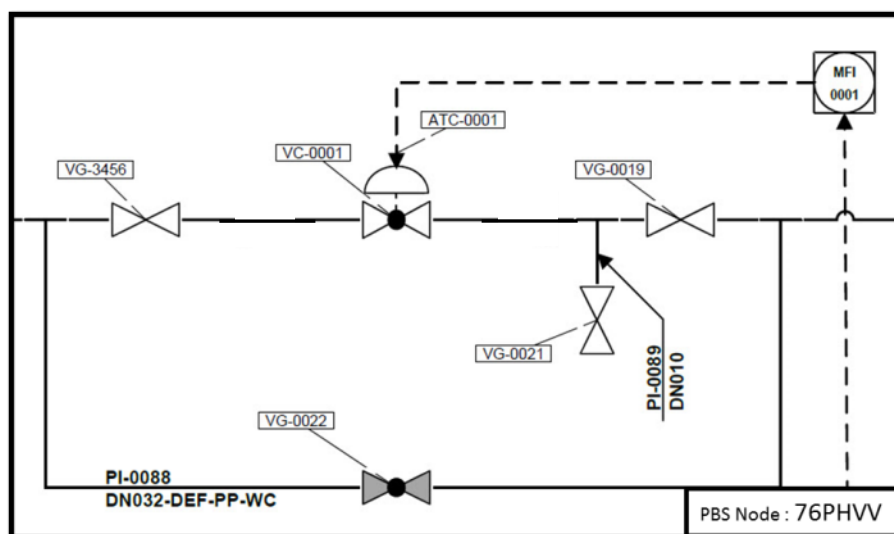 MFI
0001
ATC-0001
VC-0001
VG-3456
VG-0019
VG-0021
PI-0089
DN010
VG-0022
PI-0088
DN032-DEF-PP-WC
PBS Node : 76PHVV